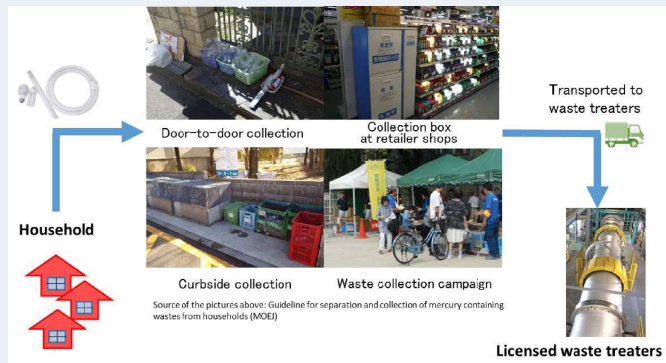 Door-to-door collection
Collection box
at retailer shops
Transported to
waste treaters
Household
Curbside collection
Waste collection campaign
Source of the pictures above: Guideline for separation and collection of mercury containing
wastes from households (MOEJ)
Licensed waste treaters